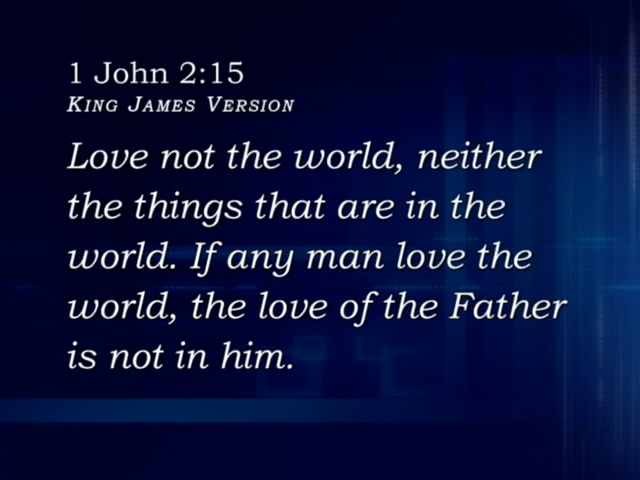 1 John 2:15
King James Version
Love not the world, neither
the things that are in the
world. If any man love the
world, the love of the Father
is not in him.